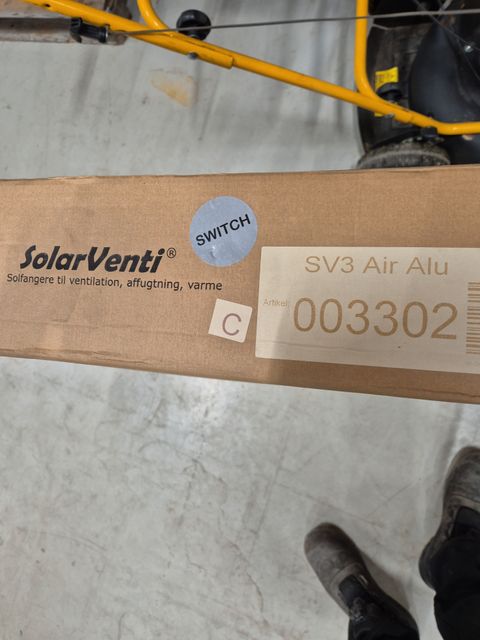 SWITCH
SolarVenti®
Solfangere til ventilation, affugtning, varme
C
SV3 Air Alu
Artikel:
003302